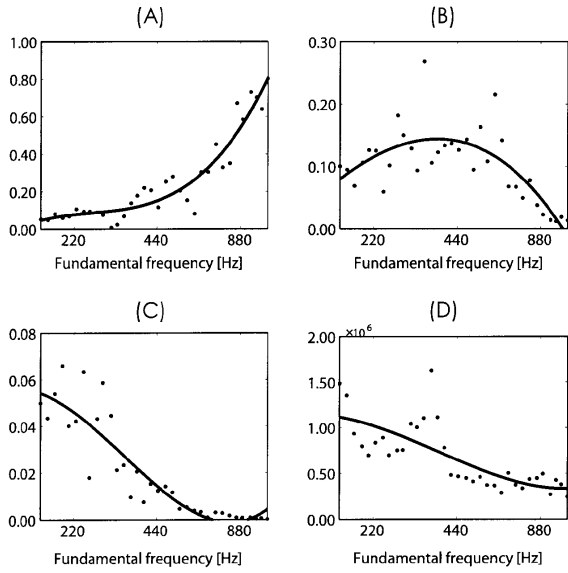 (A)
1.00
0.80
0.60
0.40
0.20
0.00
220 440 880
Fundamental frequency [Hz]
(B)
0.30
0.20
0.10
0.00
220 440 880
Fundamental frequency [Hz]
(C)
0.08
0.06
0.04
0.02
0.00
220 440 880
Fundamental frequency [Hz]
(D)
×10⁶
2.00
1.50
1.00
0.50
0.00
220 440 880
Fundamental frequency [Hz]